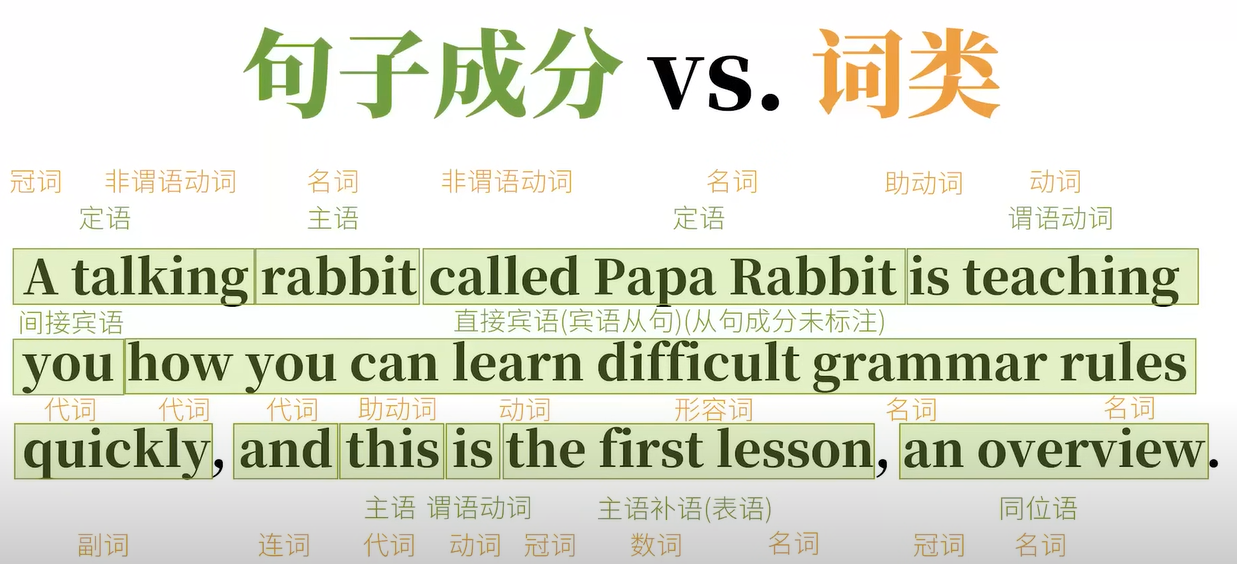 句子成分 vs. 词类
冠词 非谓语动词 名词 非谓语动词 名词 助动词 动词
定语 主语 定语 谓语动词
A talking rabbit called Papa Rabbit is teaching
间接宾语 直接宾语(宾语从句)(从句成分未标注)
you how you can learn difficult grammar rules
代词 代词 代词 助动词 动词 形容词 名词 名词
quickly, and this is the first lesson, an overview.
主语 谓语动词 主语补语(表语) 同位语
副词 连词 代词 动词 冠词 数词 名词 冠词 名词